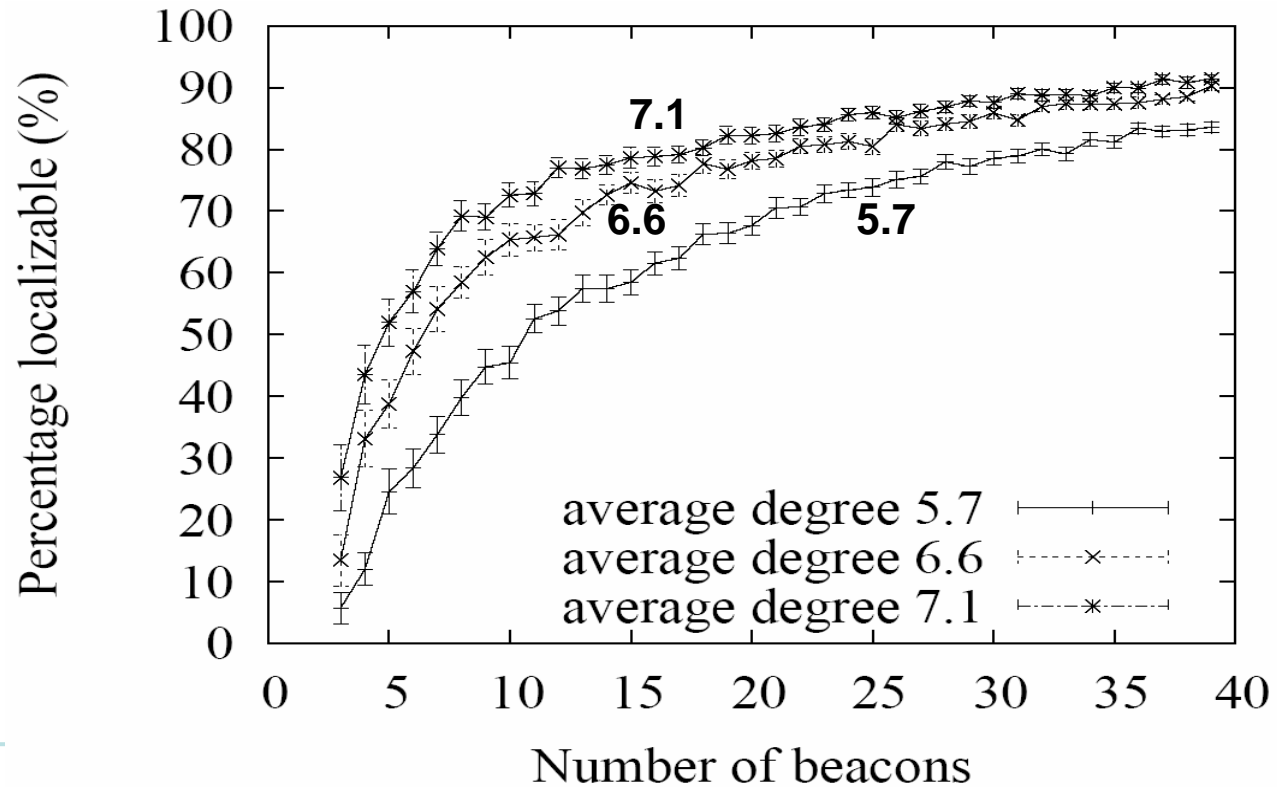 100
90
80
70
60
50
40
30
20
10
0
Percentage localizable (%)
7.1
6.6
5.7
average degree 5.7
average degree 6.6
average degree 7.1
0 5 10 15 20 25 30 35 40
Number of beacons